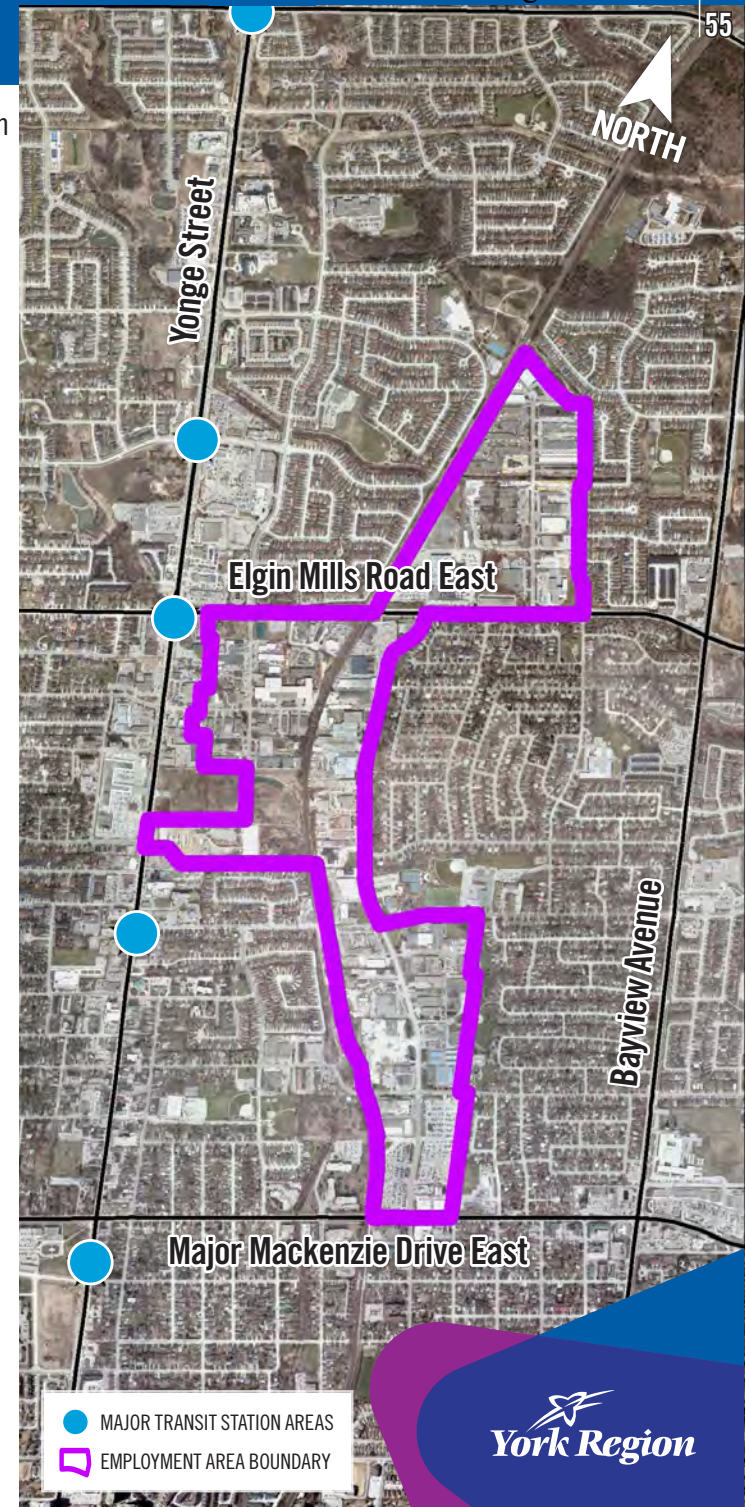 55
NORTH
Yonge Street
Elgin Mills Road East
Bayview Avenue
Major Mackenzie Drive East
MAJOR TRANSIT STATION AREAS
EMPLOYMENT AREA BOUNDARY
York Region